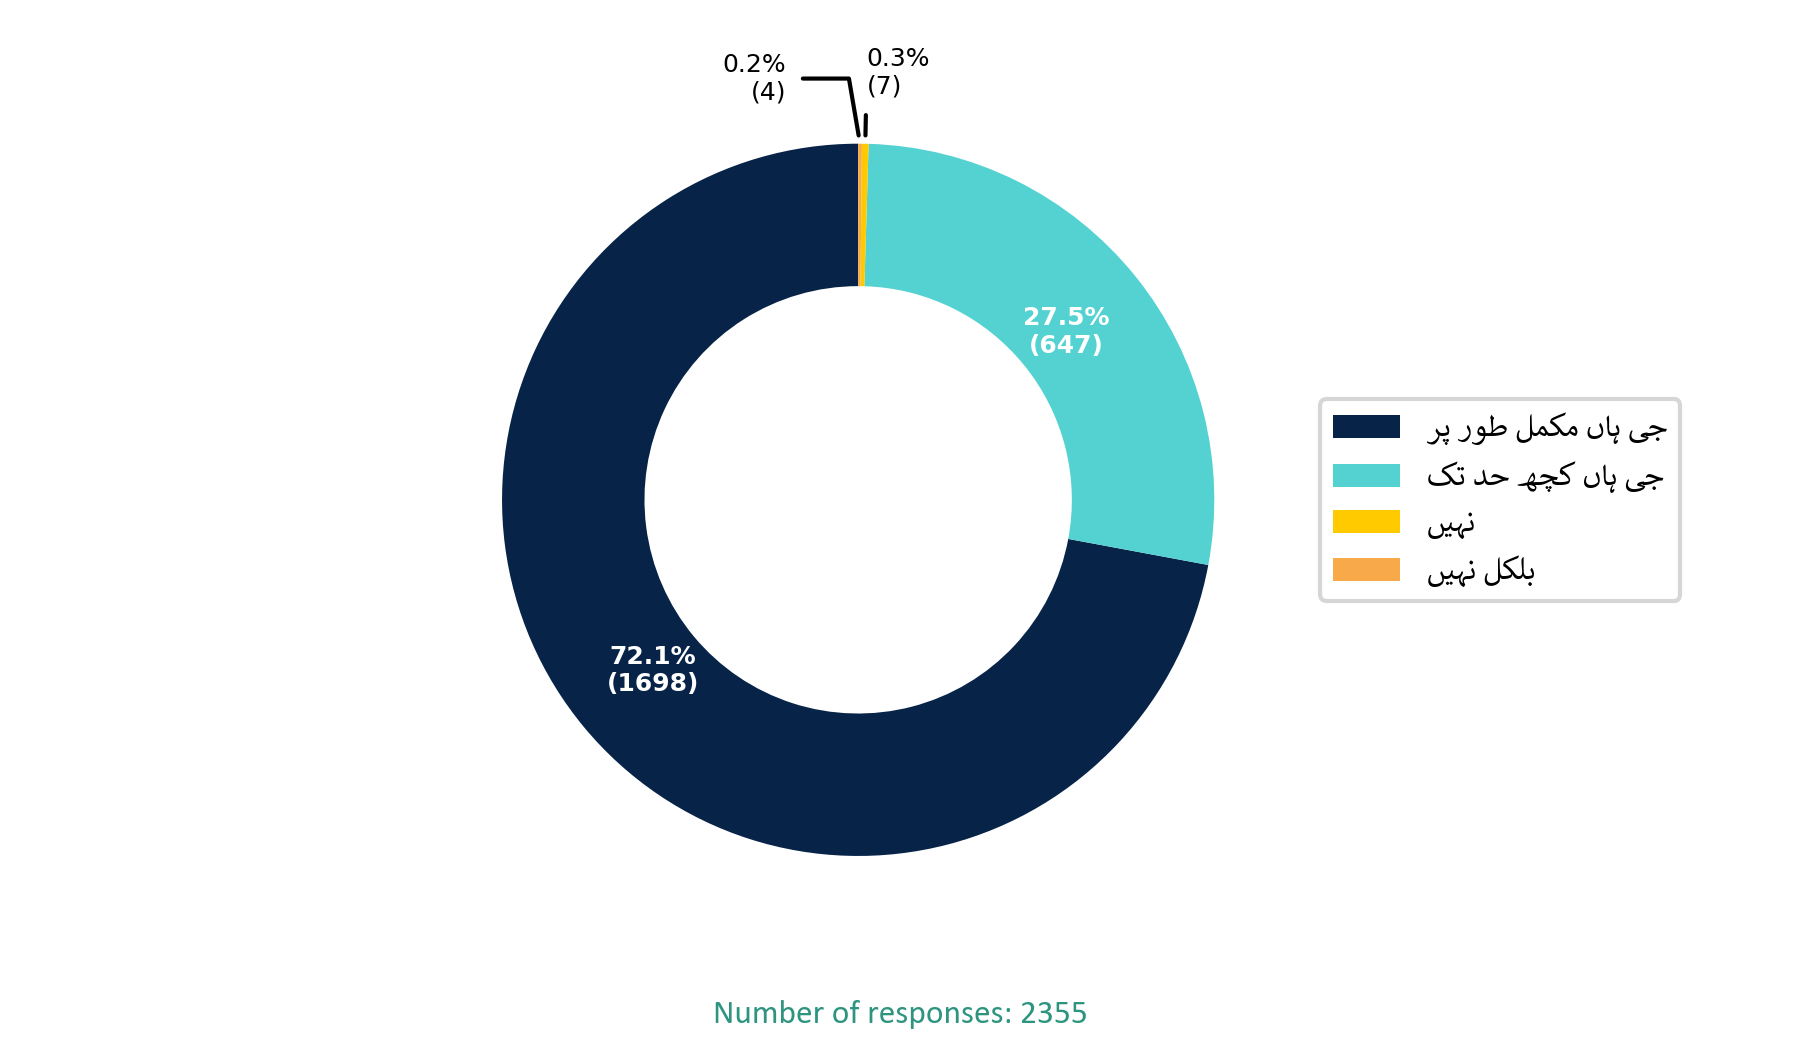 0.2%
(4)
0.3%
(7)
27.5%
(647)
72.1%
(1698)
جی ہاں مکمل طور پر
جی ہاں کچھ حد تک
نہیں
بلکل نہیں
Number of responses: 2355